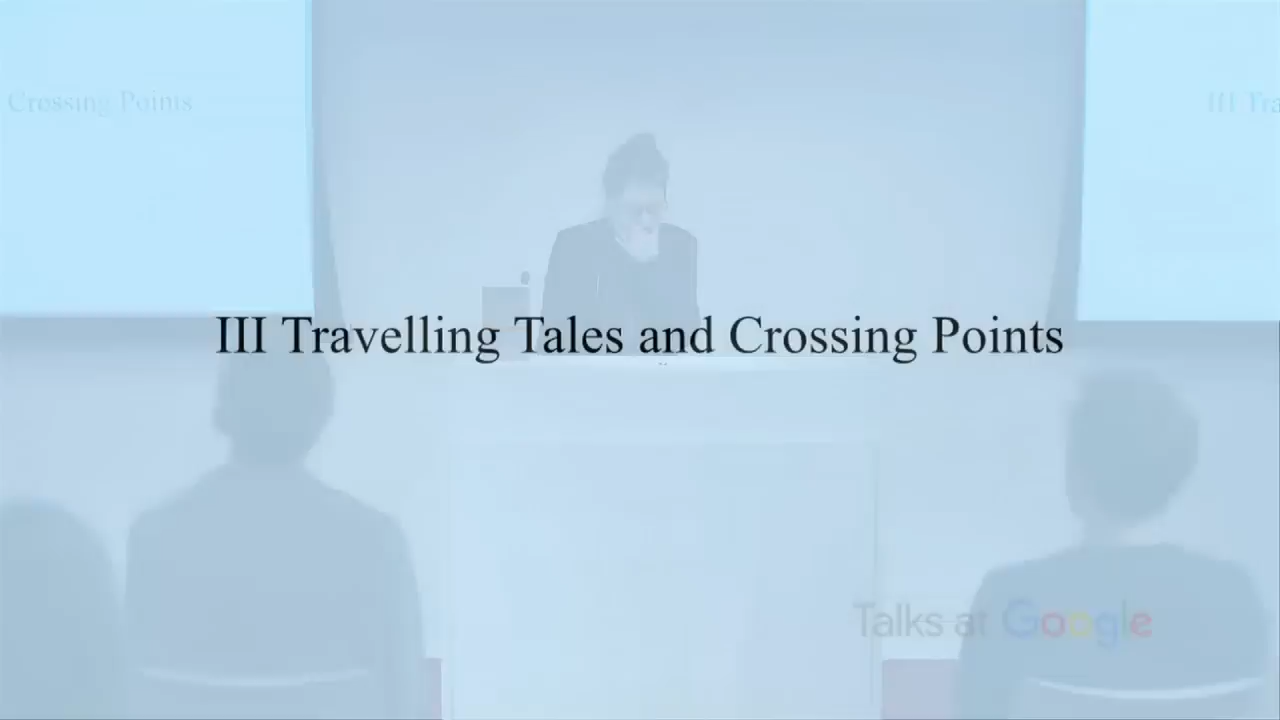 Crossing Points
III Tra
III Travelling Tales and Crossing Points
Talks at Google